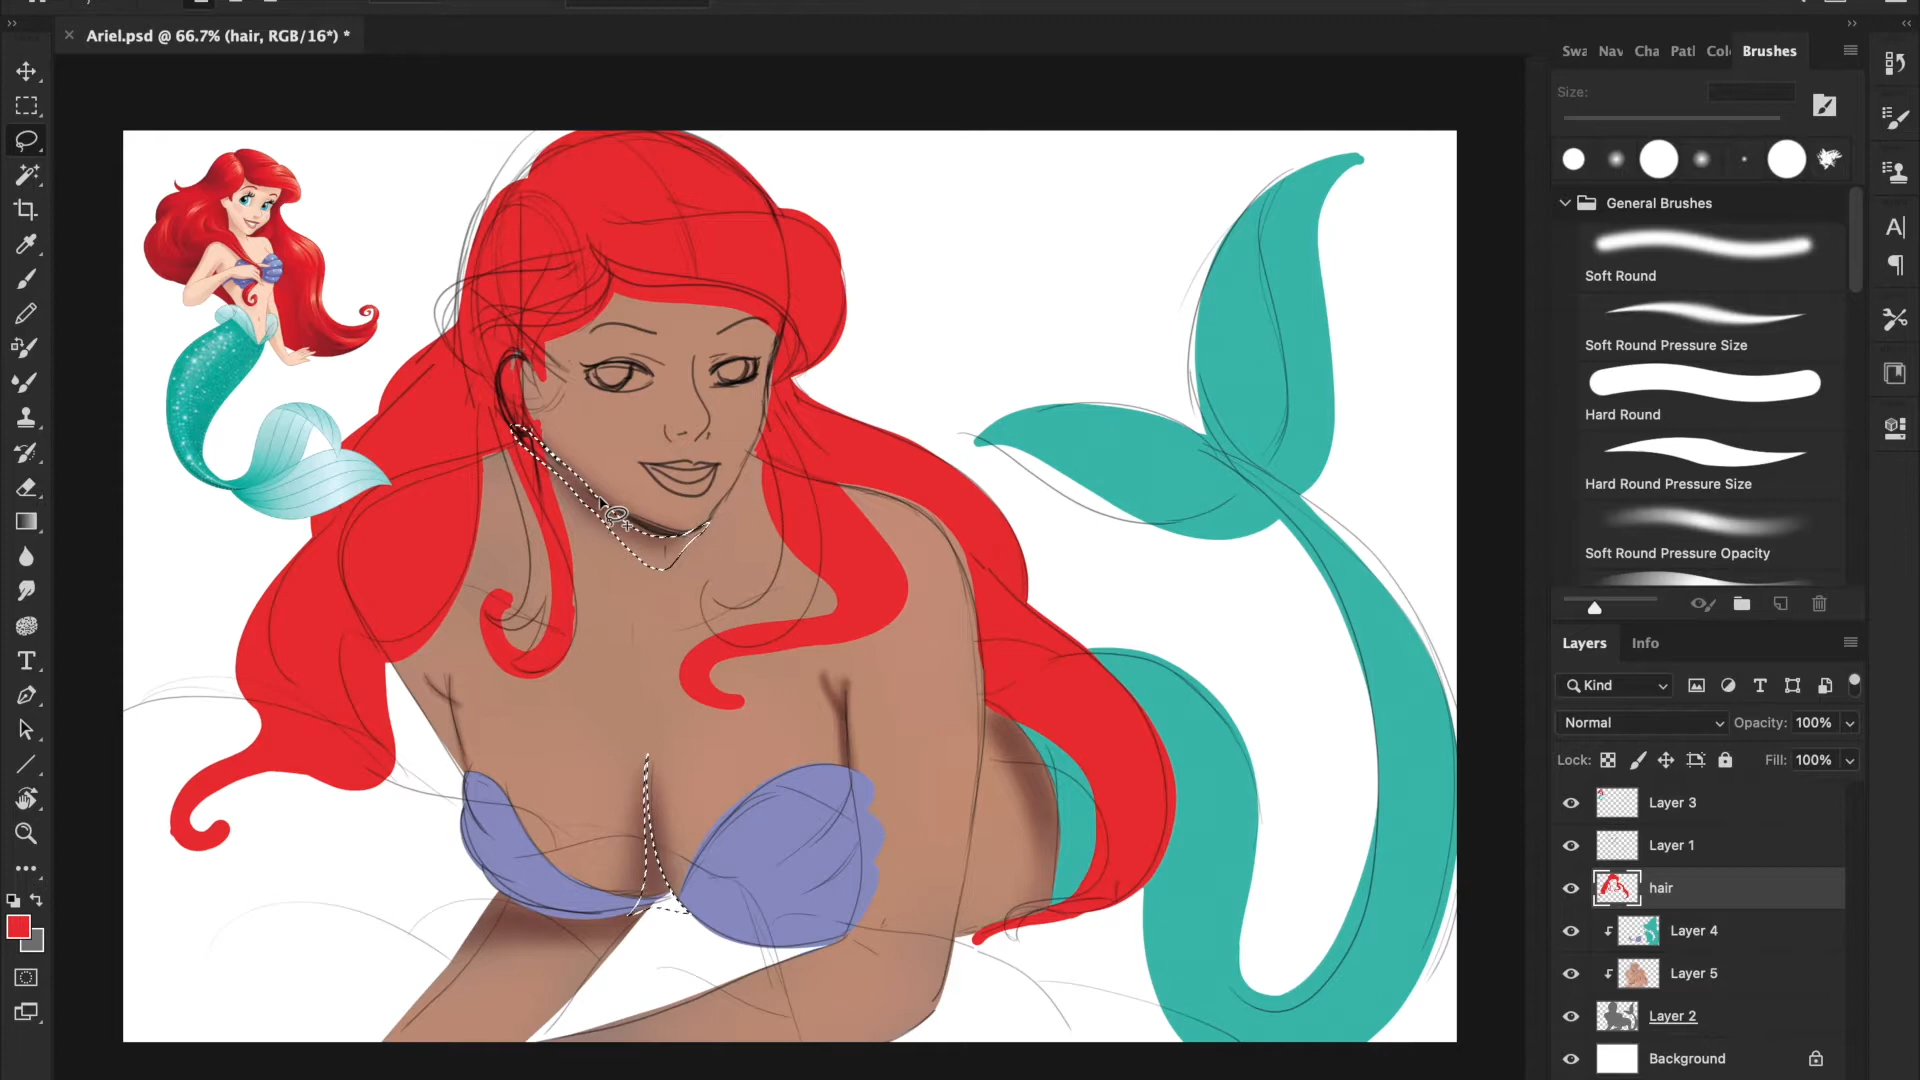 Ariel.psd @ 66.7% (hair, RGB/16*) *
Swa Nav Cha Patl Colo Brushes
Size:
General Brushes
Soft Round
Soft Round Pressure Size
Hard Round
Hard Round Pressure Size
Soft Round Pressure Opacity
Layers Info
Kind
Normal Opacity: 100%
Lock: Fill: 100%
Layer 3
Layer 1
hair
Layer 4
Layer 5
Layer 2
Background